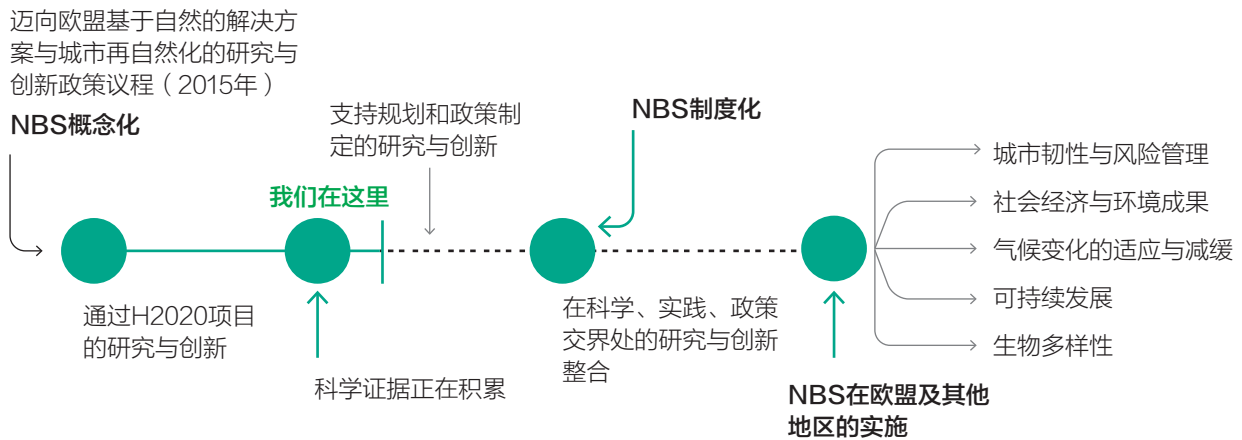 迈向欧盟基于自然的解决方
案与城市再自然化的研究与
创新政策议程（2015年）
NBS概念化
支持规划和政策制
定的研究与创新
NBS制度化
我们在这里
通过H2020项目
的研究与创新
科学证据正在积累
在科学、实践、政策
交界处的研究与创新
整合
NBS在欧盟及其他
地区的实施
城市韧性与风险管理
社会经济与环境成果
气候变化的适应与减缓
可持续发展
生物多样性